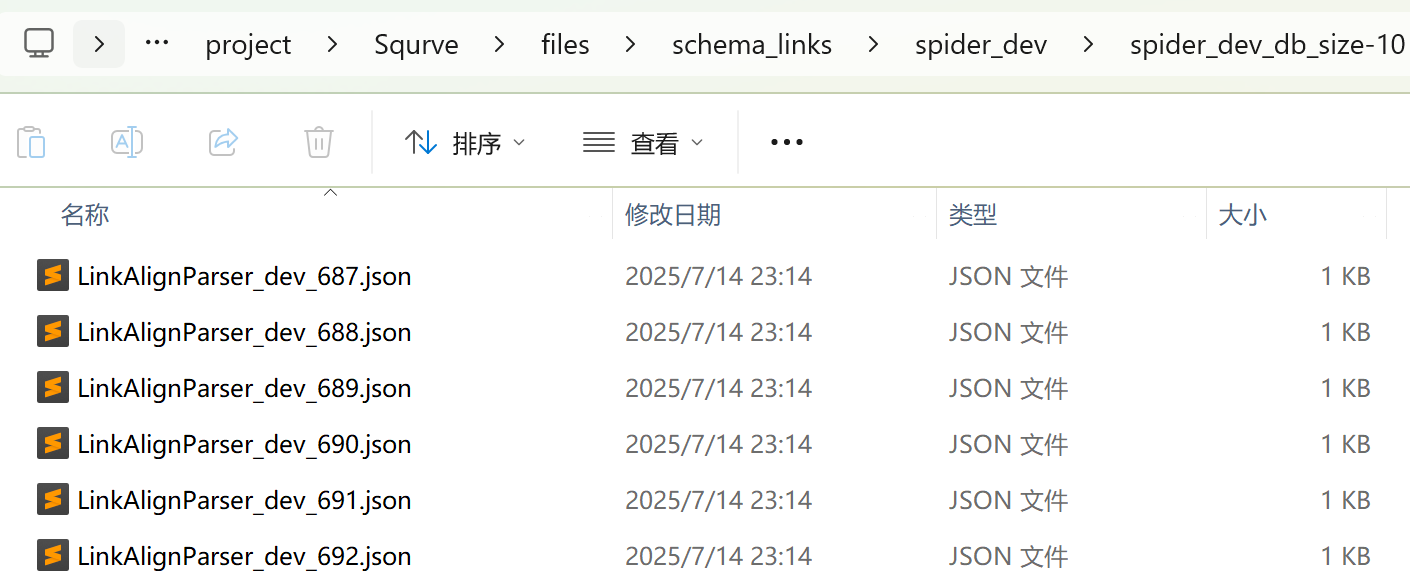 project > Squrve > files > schema_links > spider_dev > spider_dev_db_size-10
排序 查看
名称 修改日期 类型 大小
LinkAlignParser_dev_687.json 2025/7/14 23:14 JSON 文件 1 KB
LinkAlignParser_dev_688.json 2025/7/14 23:14 JSON 文件 1 KB
LinkAlignParser_dev_689.json 2025/7/14 23:14 JSON 文件 1 KB
LinkAlignParser_dev_690.json 2025/7/14 23:14 JSON 文件 1 KB
LinkAlignParser_dev_691.json 2025/7/14 23:14 JSON 文件 1 KB
LinkAlignParser_dev_692.json 2025/7/14 23:14 JSON 文件 1 KB